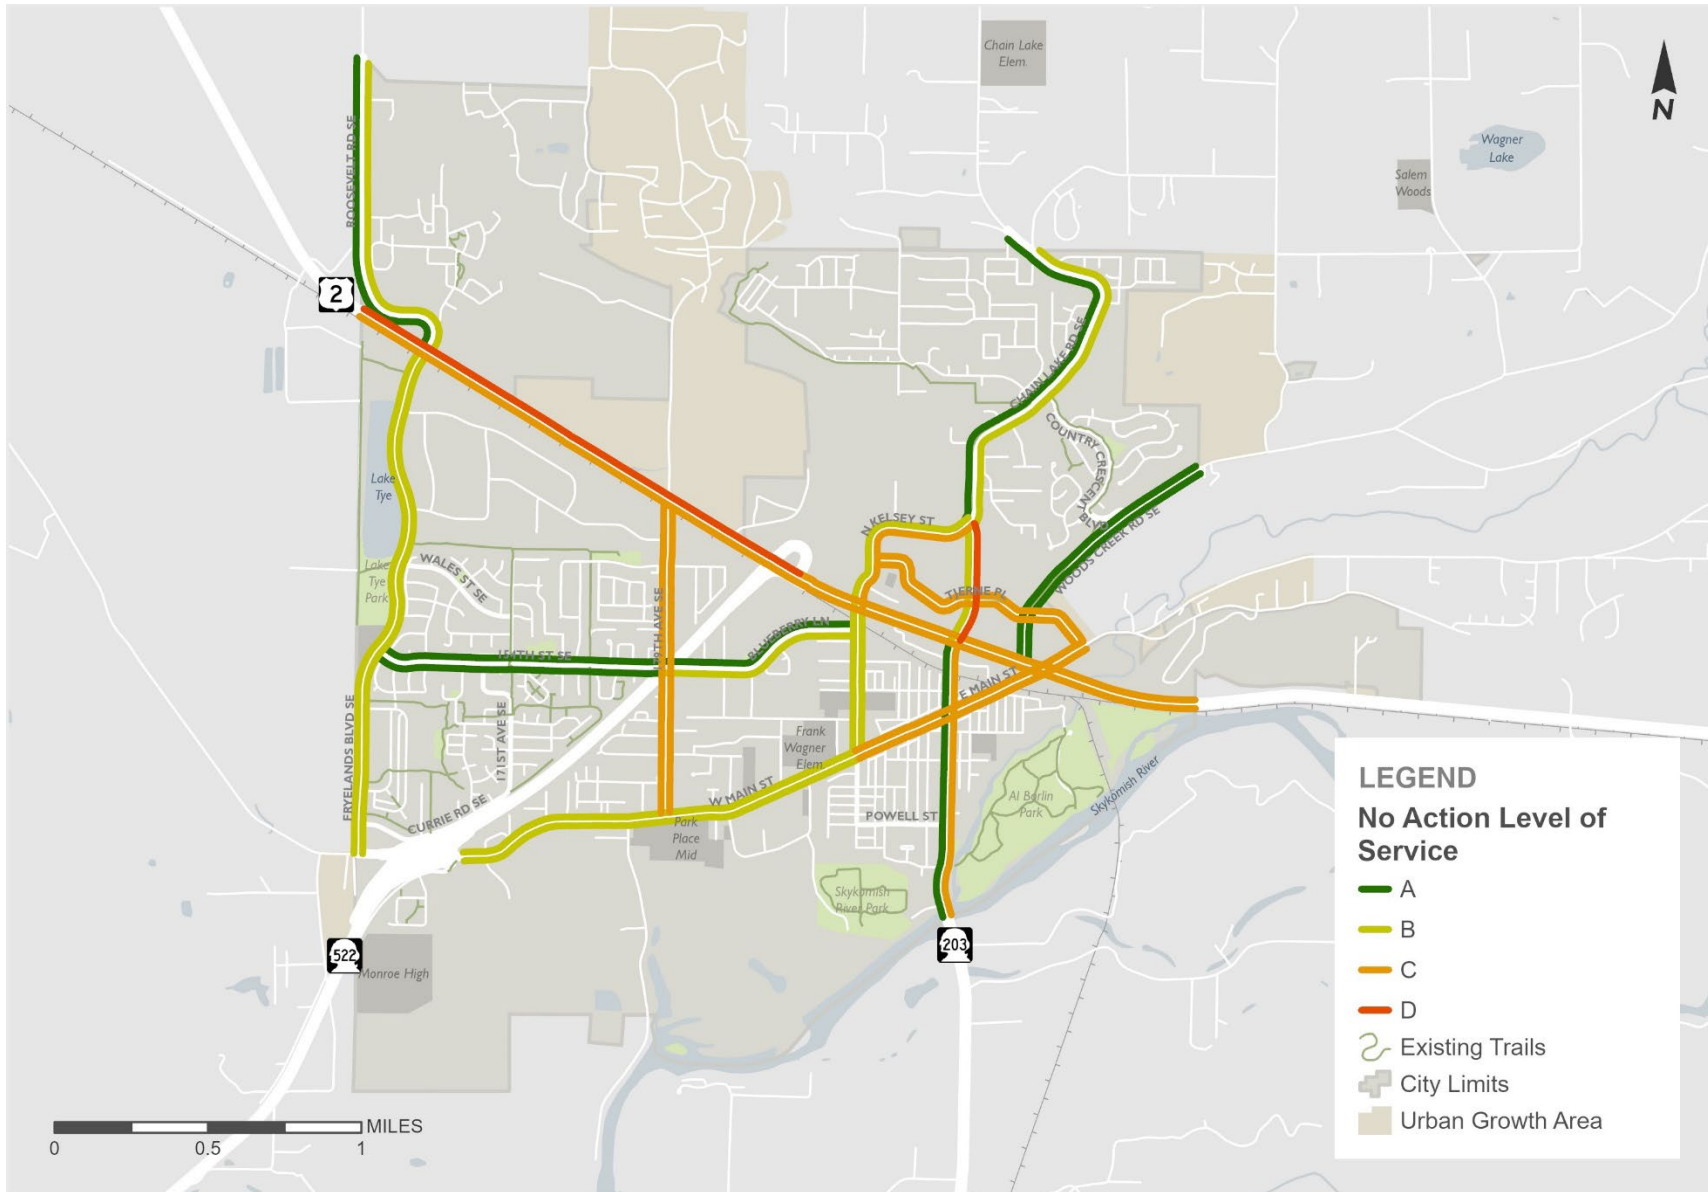 Chain Lake
Elem.
N
Wagner
Lake
Salem
Woods
ROOSEVELT RD SE
2
CHAIN LAKE RD SE
COUNTRY CRESCENT
BLVD
Lake
Tye
N KELSEY ST
WOODS CREEK RD SE
WALES ST SE
Lake
Tye
Park
TJERNE PL
179TH AVE SE
BLUEBERRY LN
154TH ST SE
E MAIN ST
FRYELANDS BLVD SE
171ST AVE SE
Frank
Wagner
Elem
W MAIN ST
CURRIE RD SE
Park
Place
Mid
POWELL ST
Al Borlin
Park
Skykomish River
Skykomish
River Park
203
522
Monroe High
LEGEND
No Action Level of
Service
A
B
C
D
Existing Trails
City Limits
Urban Growth Area
MILES
0
0.5
1